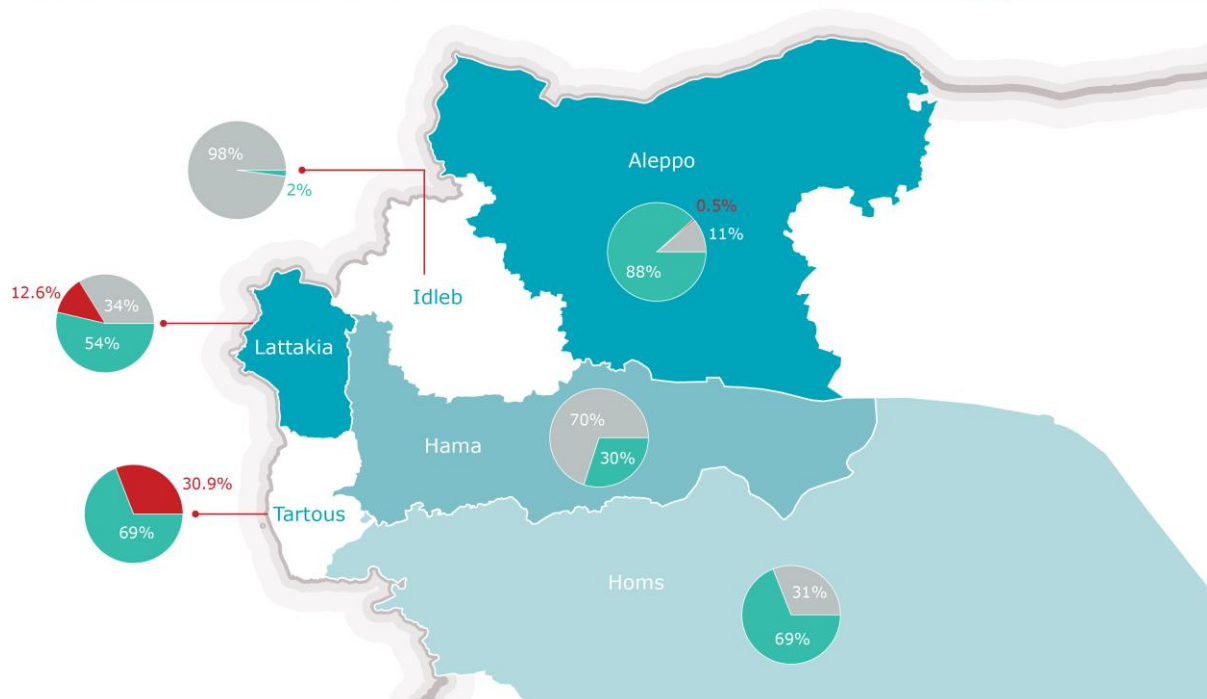 98%
2%
Aleppo
0.5%
11%
88%
Idleb
12.6%
34%
54%
Lattakia
70%
Hama
30%
30.9%
69%
Tartous
Homs
31%
69%